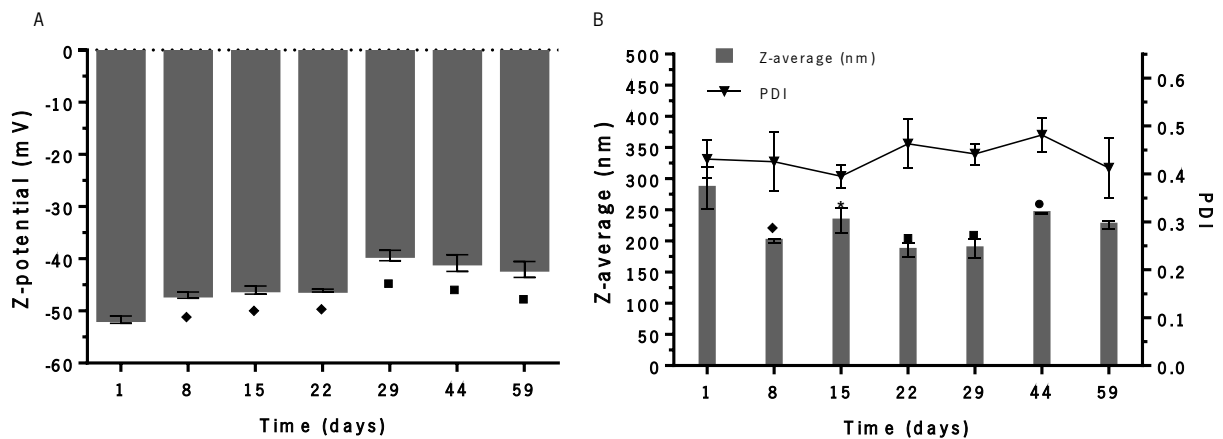 A
0
-10
-20
-30
-40
-50
-60
Z-potential (mV)
1 8 15 22 29 44 59
Time (days)
B
Z-average (nm)
PDI
500
450
400
350
300
250
200
150
100
50
0
Z-average (nm)
*
0.6
0.5
0.4
0.3
0.2
0.1
0.0
PDI
1 8 15 22 29 44 59
Time (days)